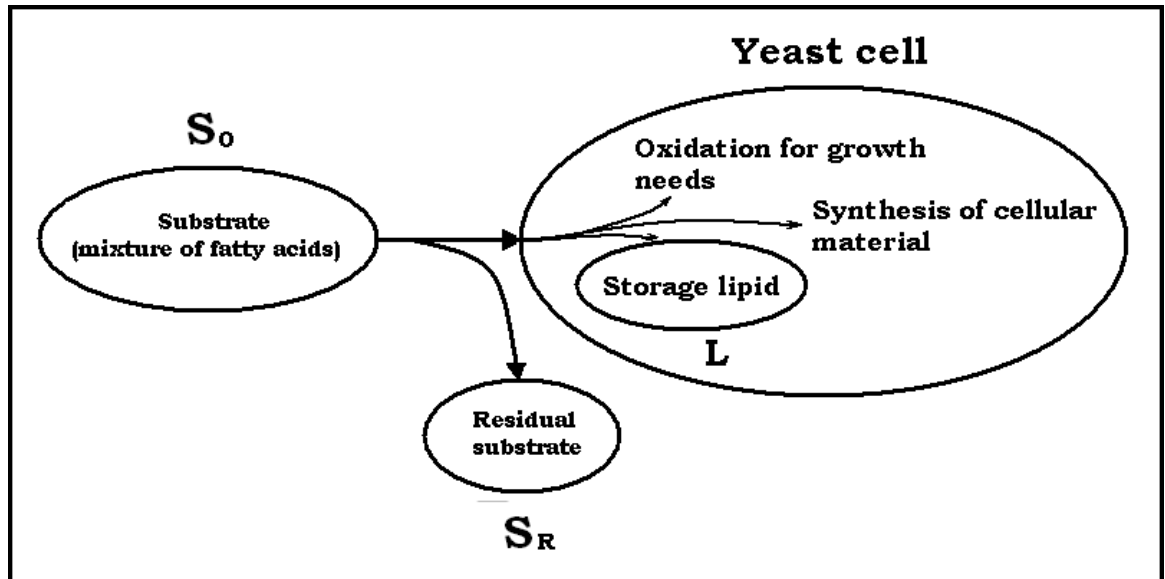 Yeast cell
S0
Oxidation for growth
needs
Substrate
(mixture of fatty acids)
Synthesis of cellular
material
Storage lipid
L
Residual
substrate
SR